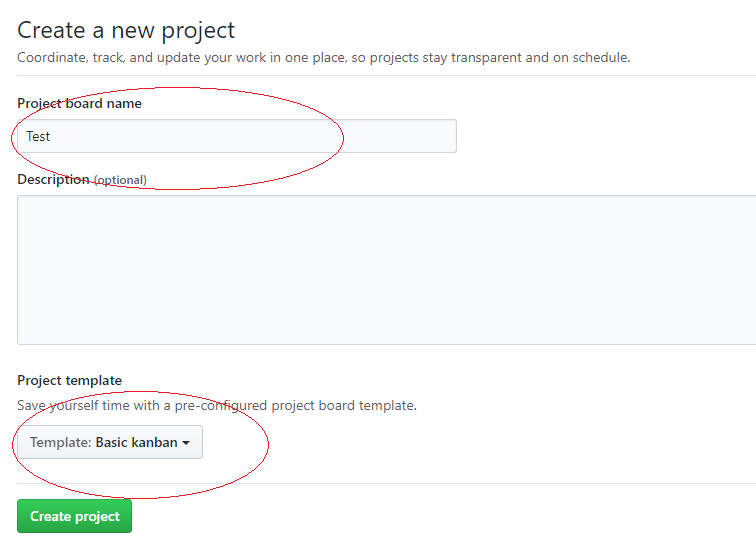 Create a new project
Coordinate, track, and update your work in one place, so projects stay transparent and on schedule.
Project board name
Test
Description (optional)
Project template
Save yourself time with a pre-configured project board template.
Template: Basic kanban
Create project